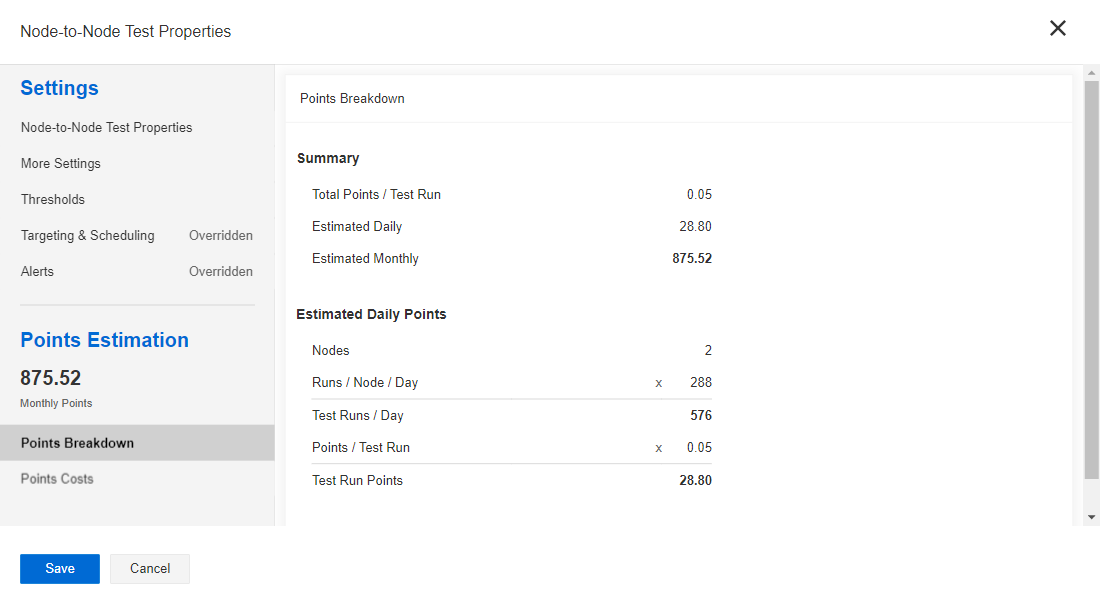 Node-to-Node Test Properties
Settings
Node-to-Node Test Properties
More Settings
Thresholds
Targeting & Scheduling Overridden
Alerts Overridden
Points Estimation
875.52
Monthly Points
Points Breakdown
Points Costs
Points Breakdown
Summary
Total Points / Test Run 0.05
Estimated Daily 28.80
Estimated Monthly 875.52
Estimated Daily Points
Nodes 2
Runs / Node / Day x 288
Test Runs / Day 576
Points / Test Run x 0.05
Test Run Points 28.80
Save Cancel